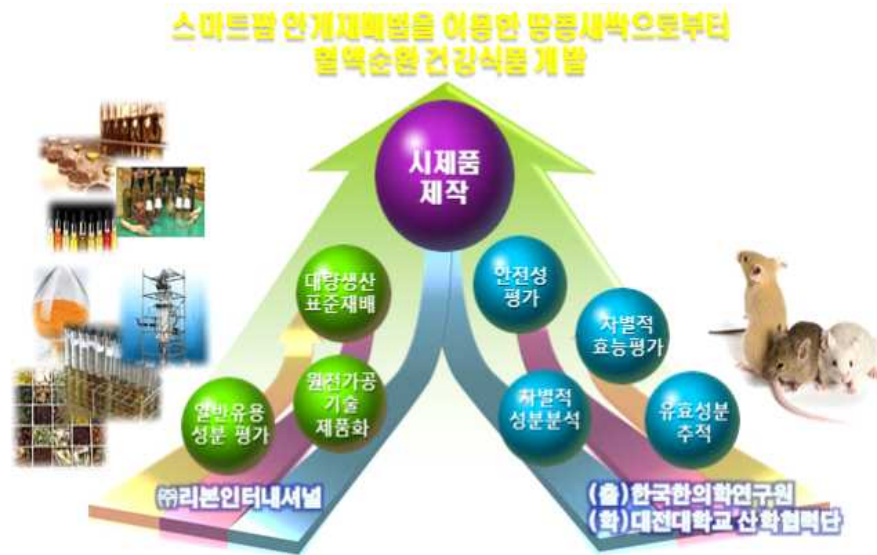 스마트팜 안개재배법을 이용한 땅콩새싹으로부터
혈액순환 건강식품 개발
시제품
제작
대량생산
표준재배
안전성
평가
차별적
효능평가
일반유용
성분 평가
원천가공
기술
제품화
차별적
성분분석
유효성분
추적
㈜리본인터내셔널
(출)한국한의학연구원
(학)대전대학교 산학협력단